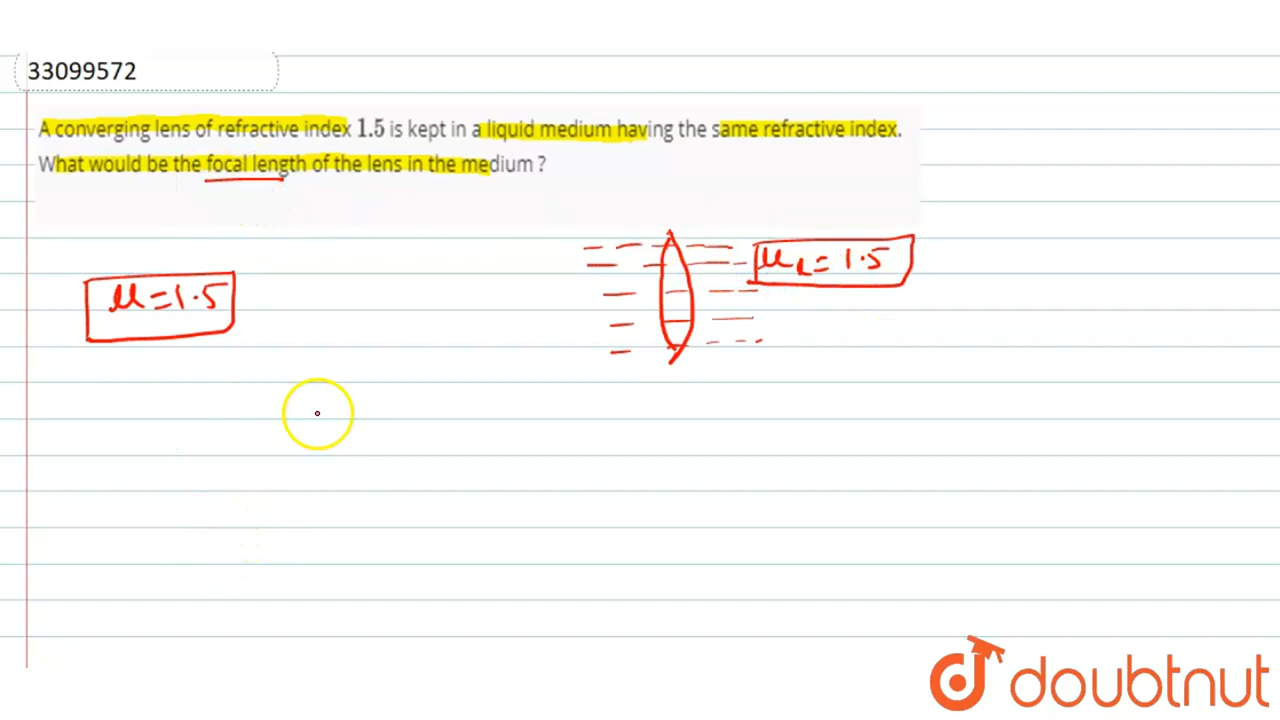 33099572
A converging lens of refractive index 1.5 is kept in a liquid medium having the same refractive index.
What would be the focal length of the lens in the medium ?
μ=1.5
μL=1.5
doubtnut